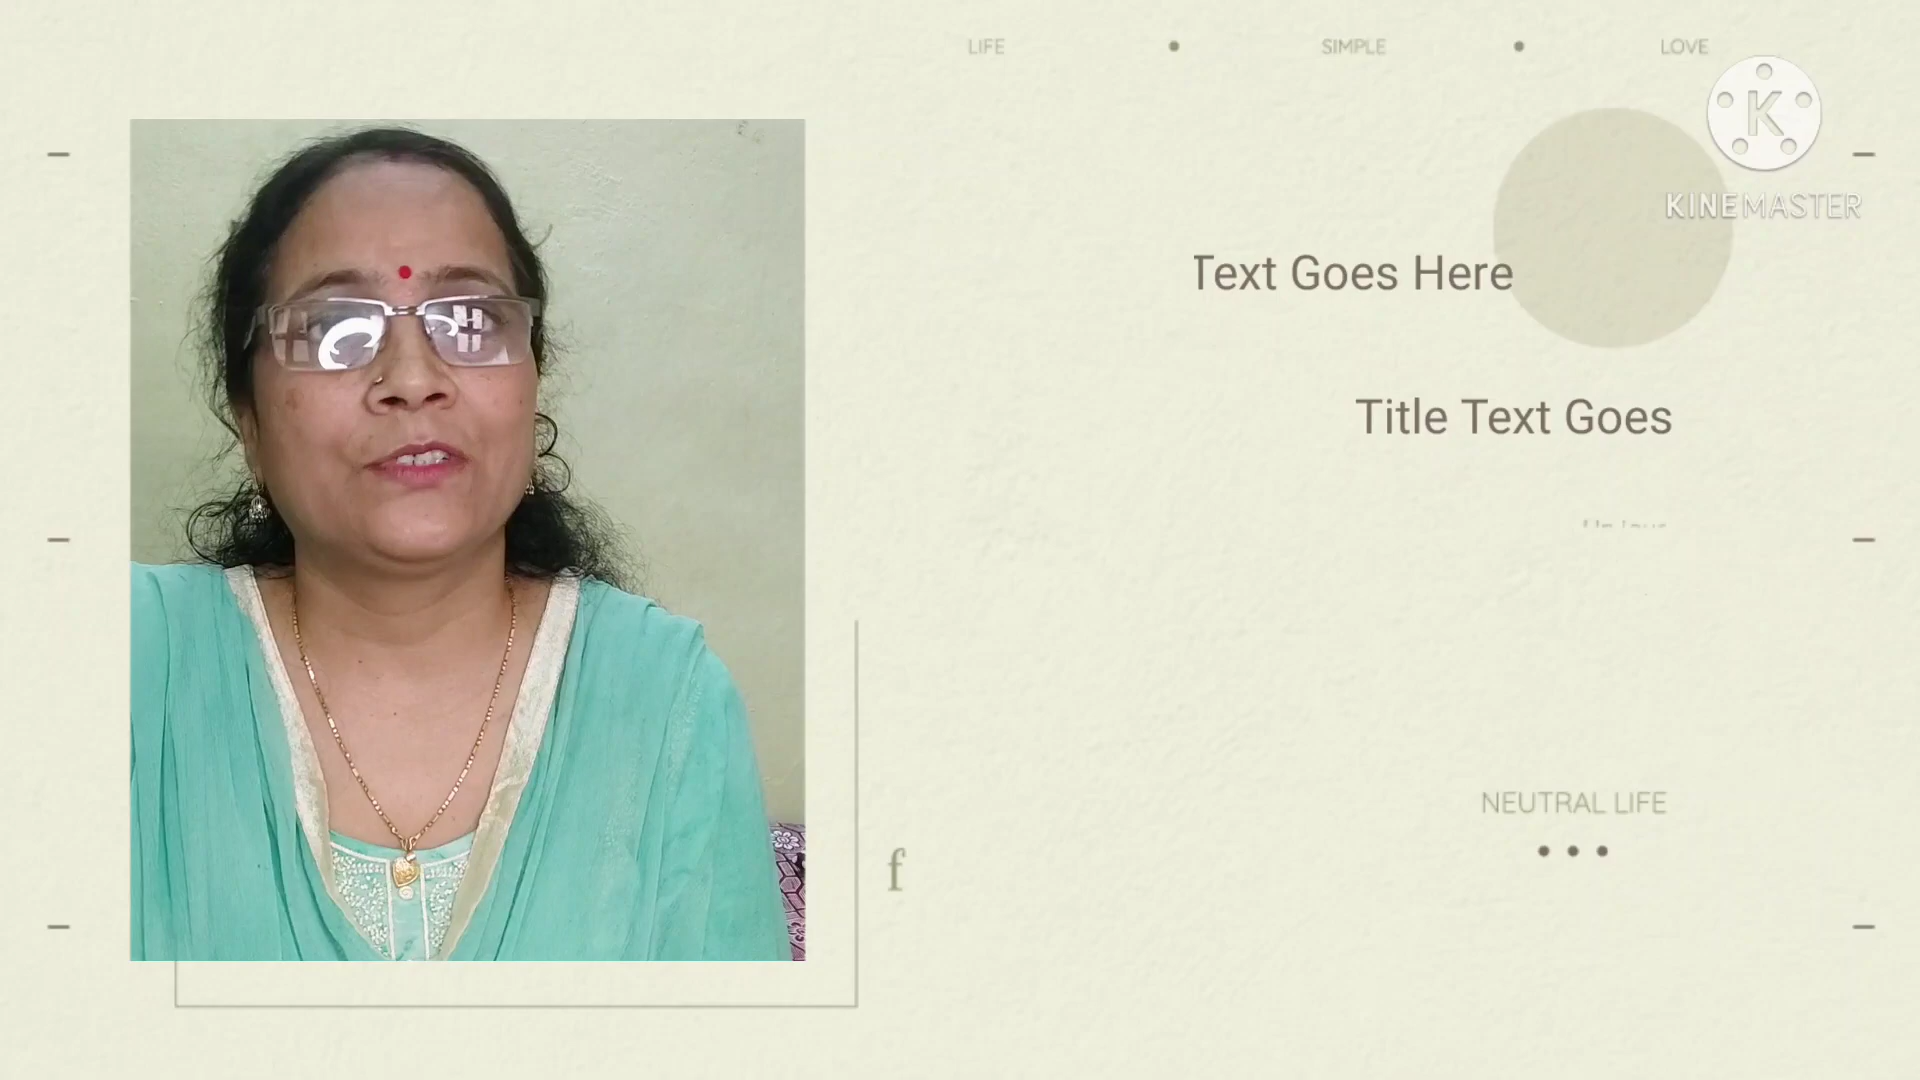 LIFE • SIMPLE • LOVE
K
KINEMASTER
Text Goes Here
Title Text Goes
NEUTRAL LIFE
f